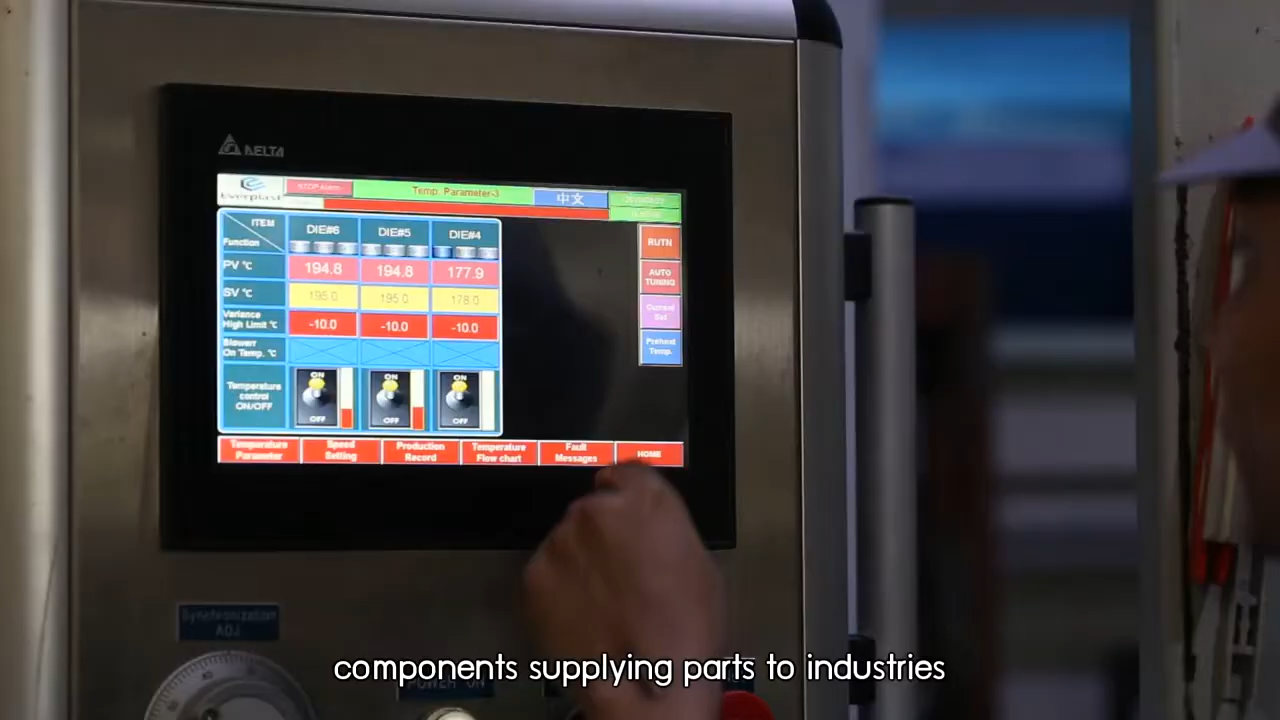 DELTA
Everplast
STOP Alarm
Temp. Parameter-3
中文
ITEM
Function
DIE#6
DIE#5
DIE#4
PV °C
194.8
194.8
177.9
SV °C
195.0
195.0
178.0
Variance
High Limit °C
-10.0
-10.0
-10.0
Blower
On Temp. °C
Temperature
control
ON/OFF
ON
OFF
ON
OFF
ON
OFF
RUTN
AUTO
TUNING
Current
Set
Preheat
Temp.
Temperature
Parameter
Speed
Setting
Production
Record
Temperature
Flow chart
Fault
Messages
HOME
Synchronization
ADJ.
POWER ON
components supplying parts to industries